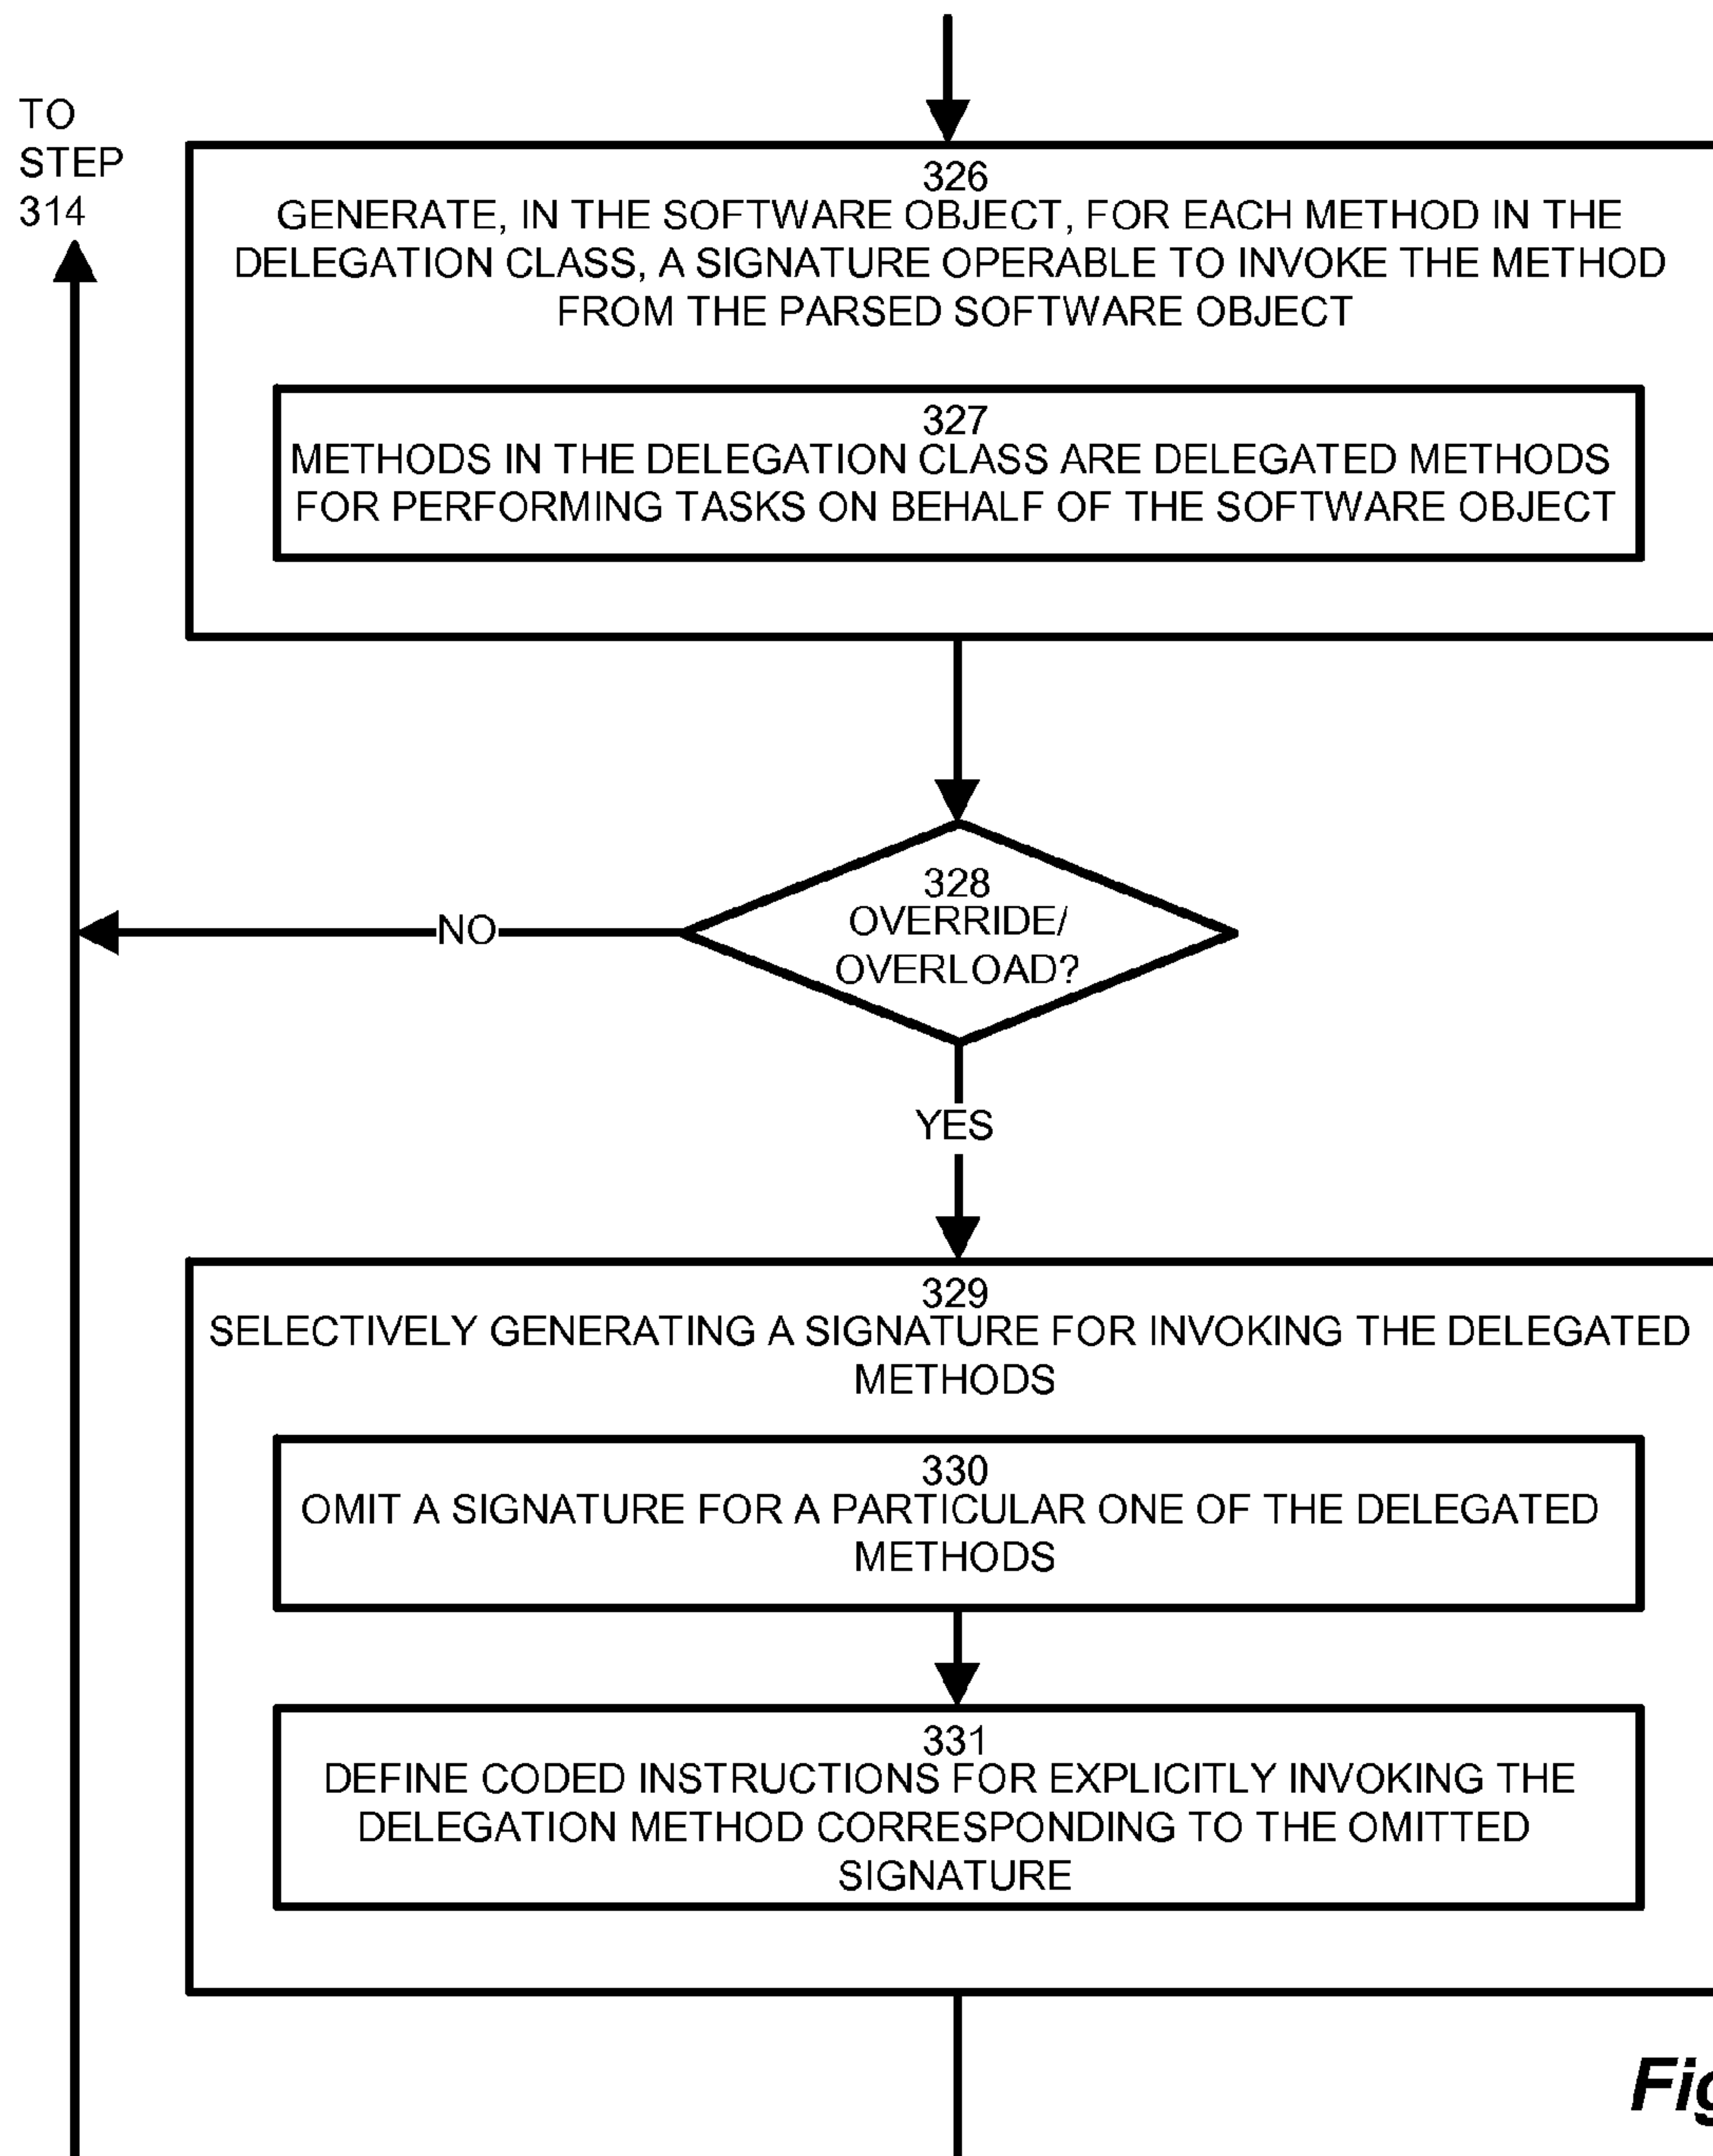 TO
STEP
314
326
GENERATE, IN THE SOFTWARE OBJECT, FOR EACH METHOD IN THE
DELEGATION CLASS, A SIGNATURE OPERABLE TO INVOKE THE METHOD
FROM THE PARSED SOFTWARE OBJECT
327
METHODS IN THE DELEGATION CLASS ARE DELEGATED METHODS
FOR PERFORMING TASKS ON BEHALF OF THE SOFTWARE OBJECT
328
OVERRIDE/
OVERLOAD?
NO
YES
329
SELECTIVELY GENERATING A SIGNATURE FOR INVOKING THE DELEGATED
METHODS
330
OMIT A SIGNATURE FOR A PARTICULAR ONE OF THE DELEGATED
METHODS
331
DEFINE CODED INSTRUCTIONS FOR EXPLICITLY INVOKING THE
DELEGATION METHOD CORRESPONDING TO THE OMITTED
SIGNATURE